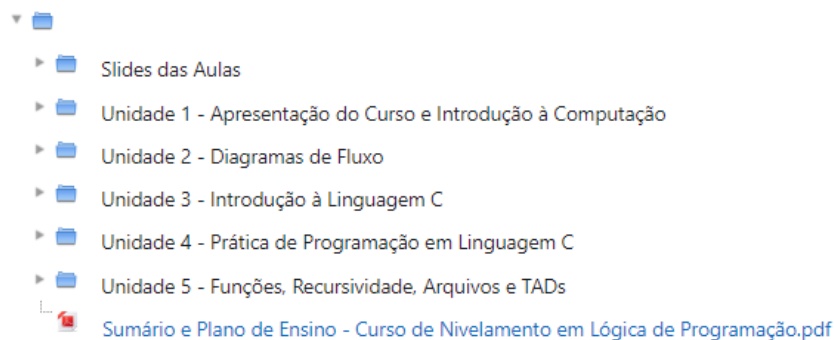 Slides das Aulas
Unidade 1 - Apresentação do Curso e Introdução à Computação
Unidade 2 - Diagramas de Fluxo
Unidade 3 - Introdução à Linguagem C
Unidade 4 - Prática de Programação em Linguagem C
Unidade 5 - Funções, Recursividade, Arquivos e TADs
Sumário e Plano de Ensino - Curso de Nivelamento em Lógica de Programação.pdf